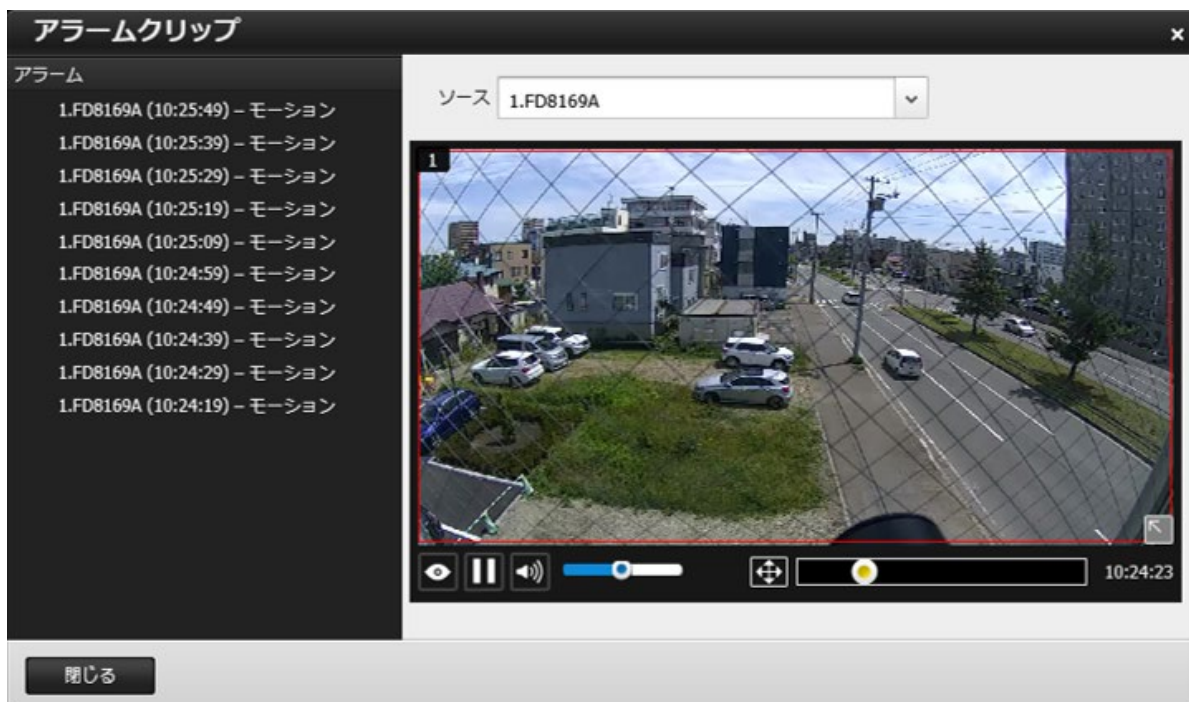 アラームクリップ
アラーム
1.FD8169A (10:25:49) – モーション
1.FD8169A (10:25:39) – モーション
1.FD8169A (10:25:29) – モーション
1.FD8169A (10:25:19) – モーション
1.FD8169A (10:25:09) – モーション
1.FD8169A (10:24:59) – モーション
1.FD8169A (10:24:49) – モーション
1.FD8169A (10:24:39) – モーション
1.FD8169A (10:24:29) – モーション
1.FD8169A (10:24:19) – モーション
ソース 1.FD8169A
1
10:24:23
閉じる